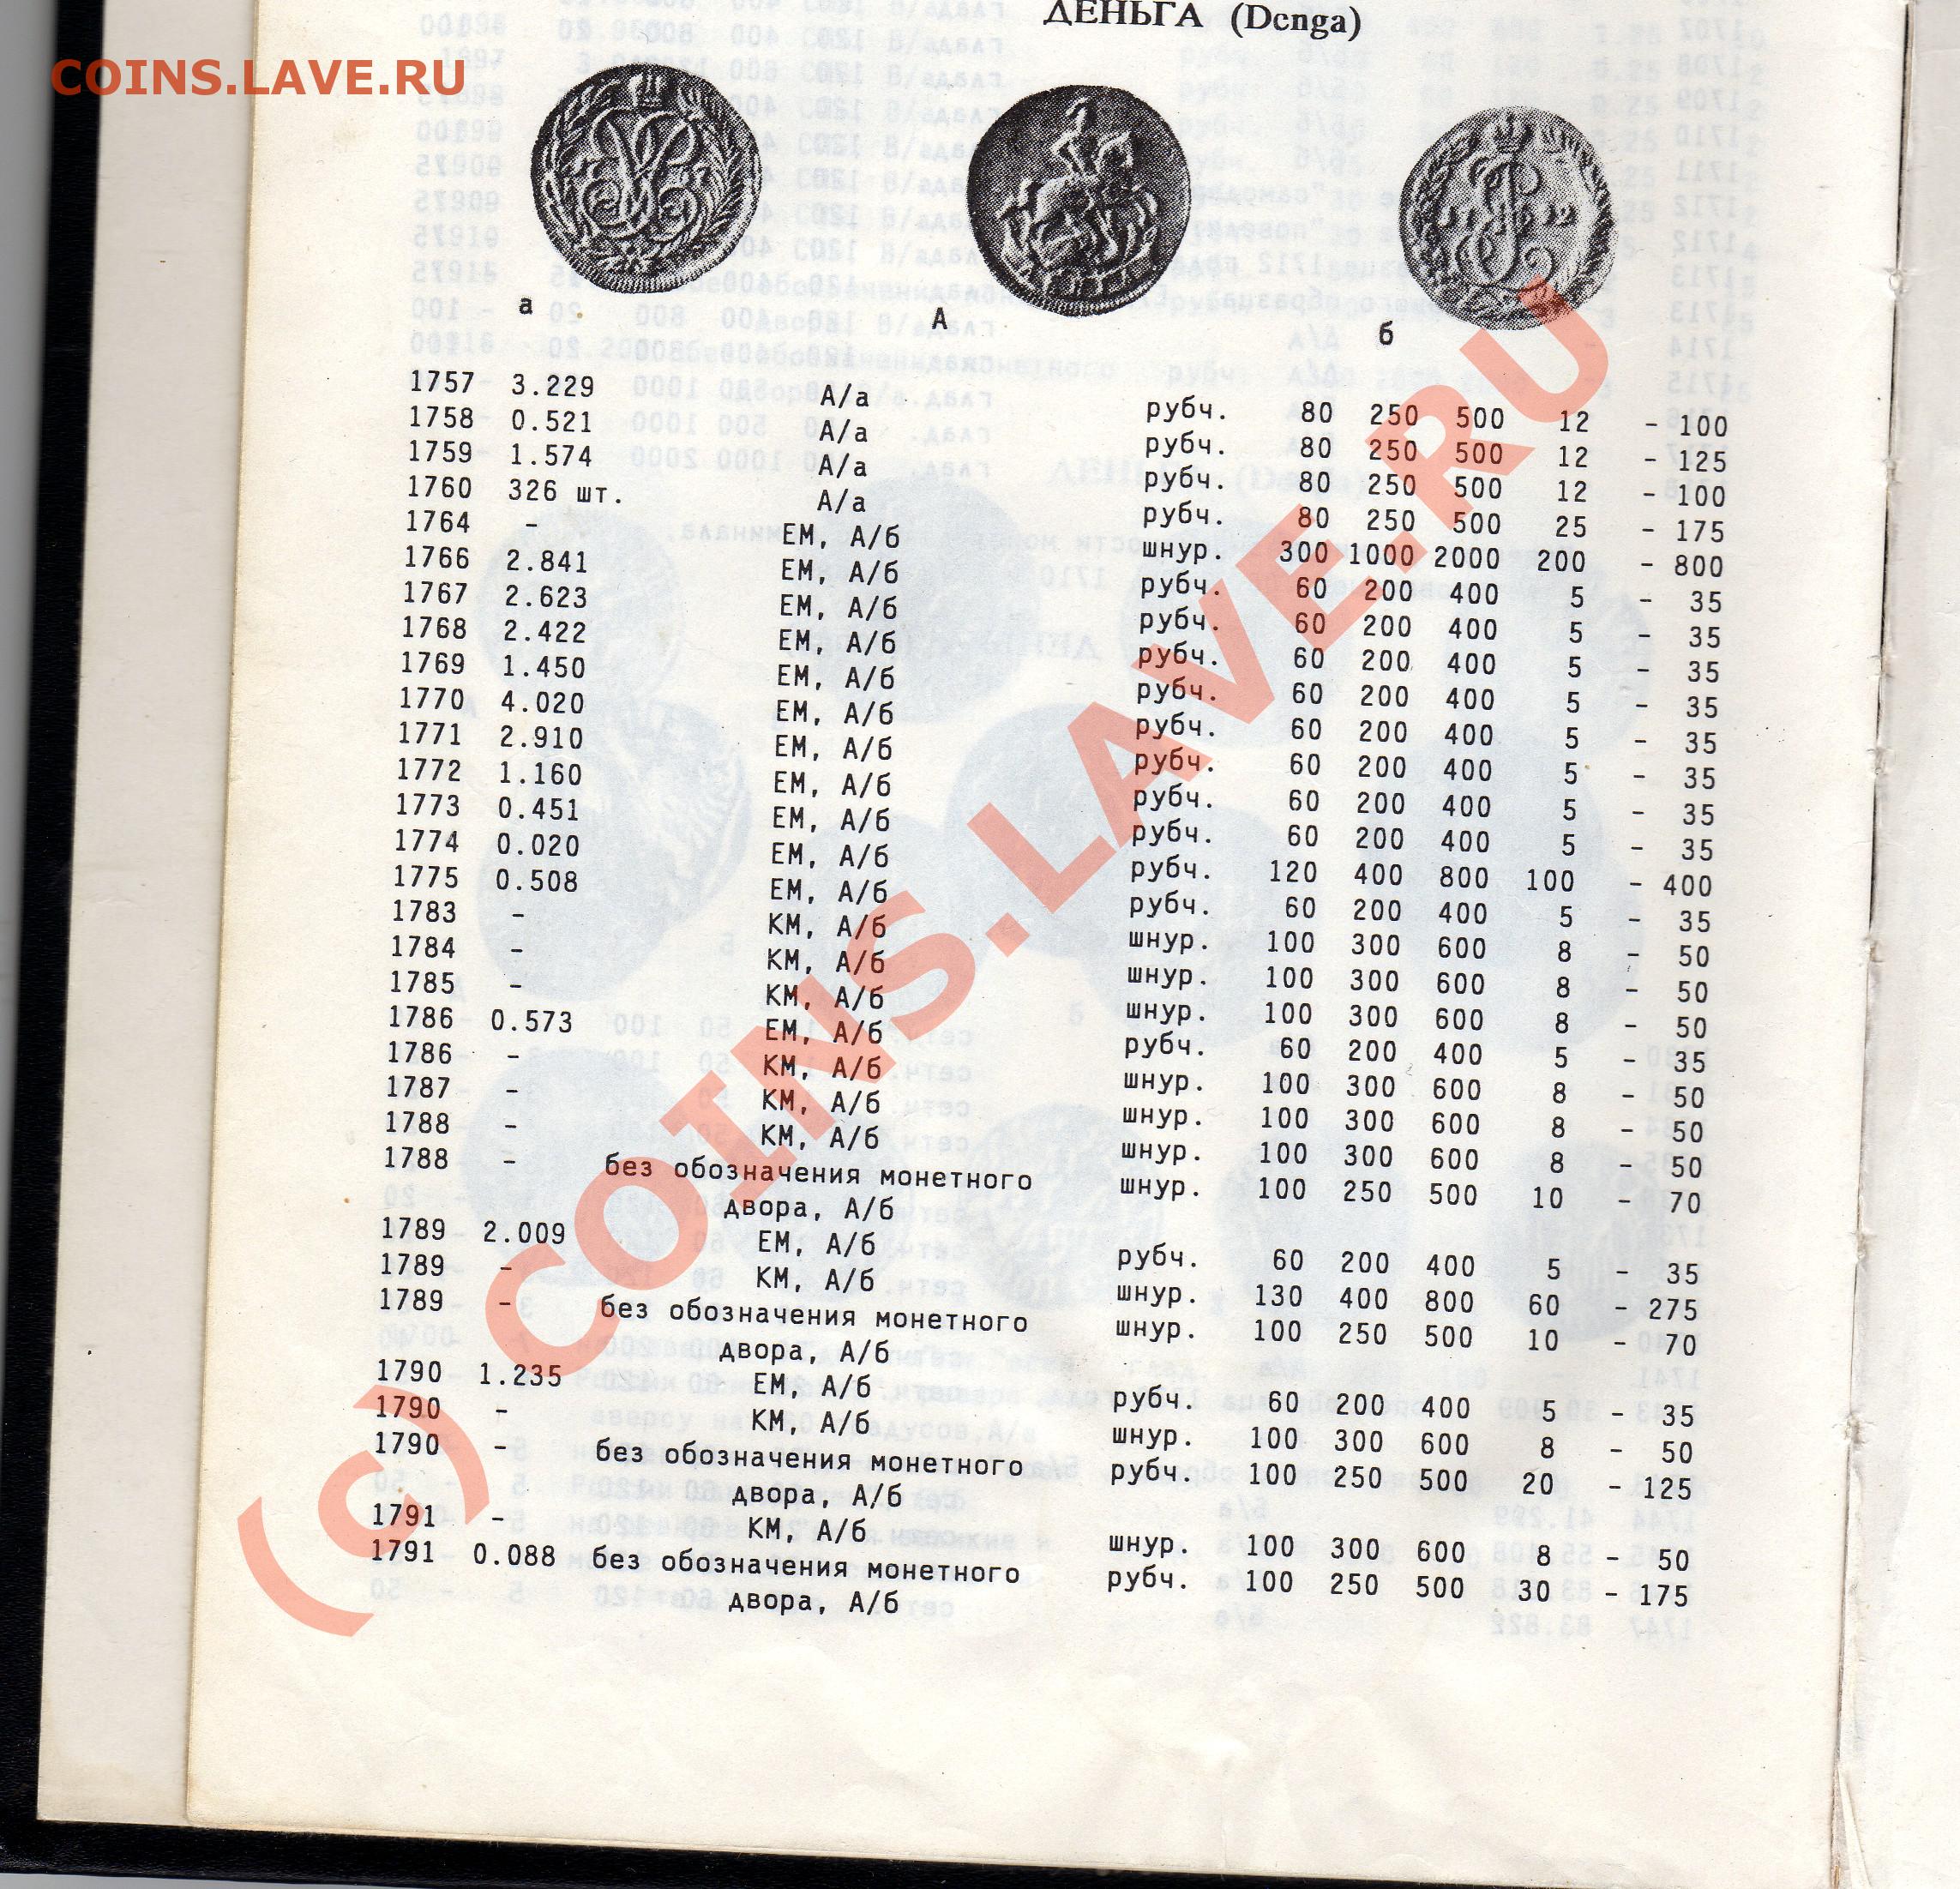 ДЕНЬГА (Denga)
COINS.LAVE.RU
а
А
б
1757 3.229 А/а рубч. 80 250 500 12 - 100
1758 0.521 А/а рубч. 80 250 500 12 - 125
1759 1.574 А/а рубч. 80 250 500 12 - 100
1760 326 шт. А/а рубч. 80 250 500 25 - 175
1764 - ЕМ, А/б шнур. 300 1000 2000 200 - 800
1766 2.841 ЕМ, А/б рубч. 60 200 400 5 - 35
1767 2.623 ЕМ, А/б рубч. 60 200 400 5 - 35
1768 2.422 ЕМ, А/б рубч. 60 200 400 5 - 35
1769 1.450 ЕМ, А/б рубч. 60 200 400 5 - 35
1770 4.020 ЕМ, А/б рубч. 60 200 400 5 - 35
1771 2.910 ЕМ, А/б рубч. 60 200 400 5 - 35
1772 1.160 ЕМ, А/б рубч. 60 200 400 5 - 35
1773 0.451 ЕМ, А/б рубч. 60 200 400 5 - 35
1774 0.020 ЕМ, А/б рубч. 120 400 800 100 - 400
1775 0.508 ЕМ, А/б рубч. 60 200 400 5 - 35
1783 - КМ, А/б шнур. 100 300 600 8 - 50
1784 - КМ, А/б шнур. 100 300 600 8 - 50
1785 - КМ, А/б шнур. 100 300 600 8 - 50
1786 0.573 ЕМ, А/б рубч. 60 200 400 5 - 35
1786 - КМ, А/б шнур. 100 300 600 8 - 50
1787 - КМ, А/б шнур. 100 300 600 8 - 50
1788 - КМ, А/б шнур. 100 300 600 8 - 50
1788 - без обозначения монетного шнур. 100 250 500 10 - 70
двора, А/б
1789 2.009 ЕМ, А/б рубч. 60 200 400 5 - 35
1789 - КМ, А/б шнур. 130 400 800 60 - 275
1789 - без обозначения монетного шнур. 100 250 500 10 - 70
двора, А/б
1790 1.235 ЕМ, А/б рубч. 60 200 400 5 - 35
1790 - КМ, А/б шнур. 100 300 600 8 - 50
1790 - без обозначения монетного рубч. 100 250 500 20 - 125
двора, А/б
1791 - КМ, А/б шнур. 100 300 600 8 - 50
1791 0.088 без обозначения монетного рубч. 100 250 500 30 - 175
двора, А/б
(c) COINS.LAVE.RU